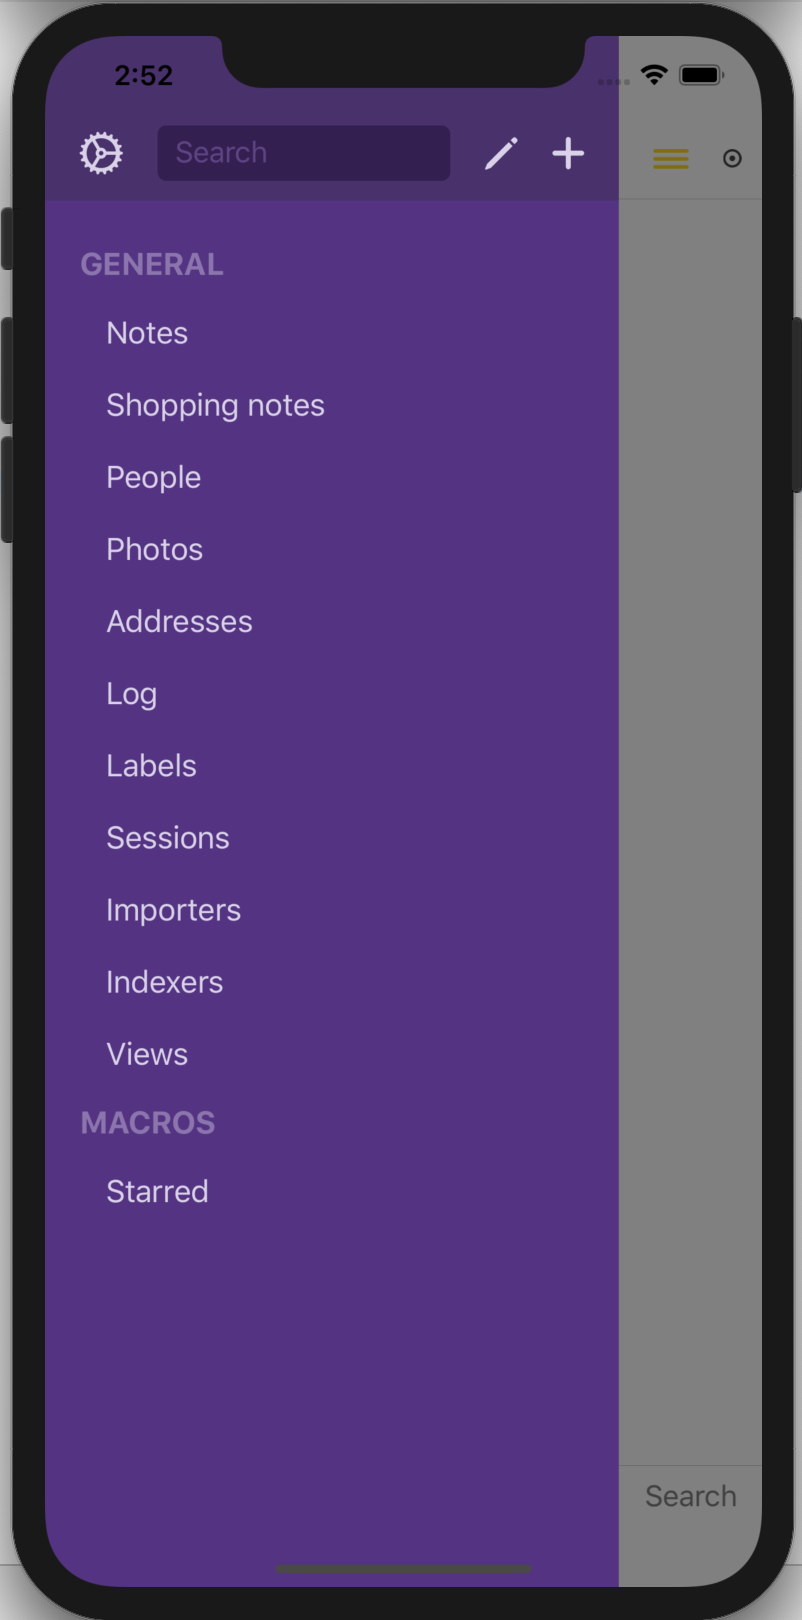 2:52
Search
GENERAL
Notes
Shopping notes
People
Photos
Addresses
Log
Labels
Sessions
Importers
Indexers
Views
MACROS
Starred
Search